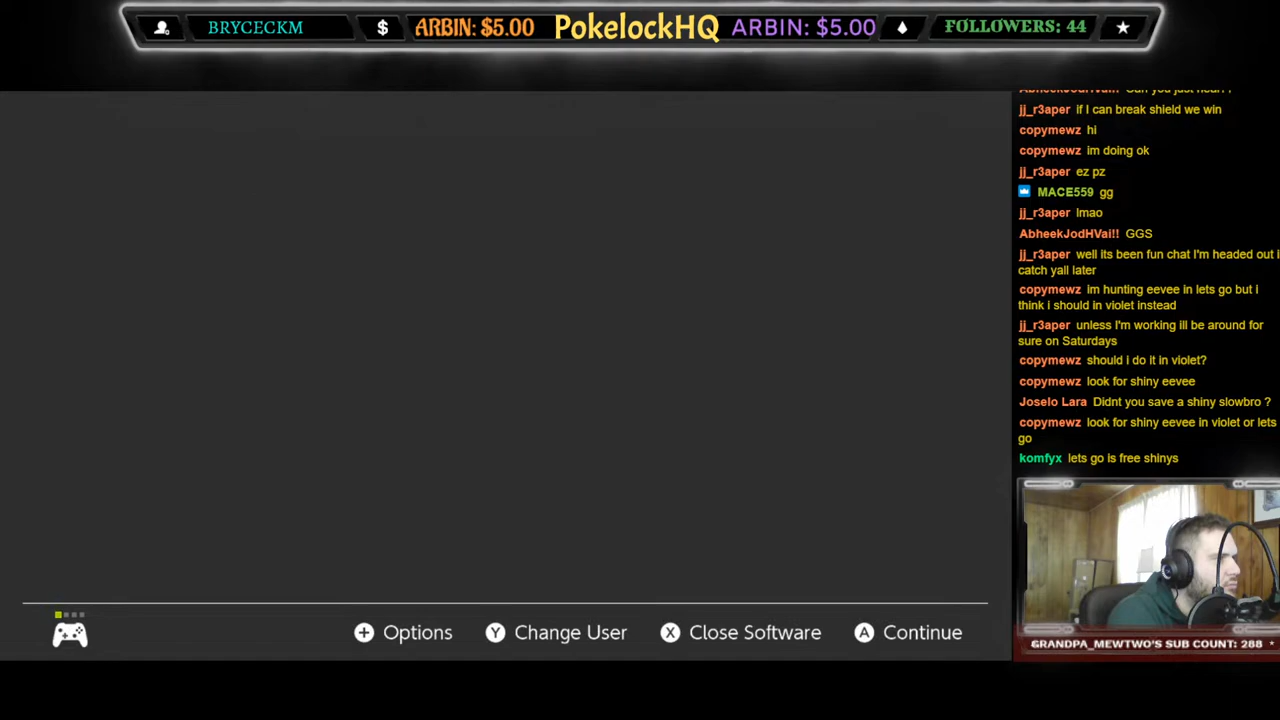 BRYCECKM $ ARBIN: $5.00 PokelockHQ ARBIN: $5.00 FOLLOWERS: 44
jj_r3aper if I can break shield we win
copymewz hi
copymewz im doing ok
jj_r3aper ez pz
MACE559 gg
jj_r3aper lmao
AbheekJodHVai!! GGS
jj_r3aper well its been fun chat I'm headed out i
catch yall later
copymewz im hunting eevee in lets go but i
think i should in violet instead
jj_r3aper unless I'm working ill be around for
sure on Saturdays
copymewz should i do it in violet?
copymewz look for shiny eevee
Joselo Lara Didnt you save a shiny slowbro ?
copymewz look for shiny eevee in violet or lets
go
komfyx lets go is free shinys
+ Options Y Change User X Close Software A Continue
GRANDPA_MEWTWO'S SUB COUNT: 288 *